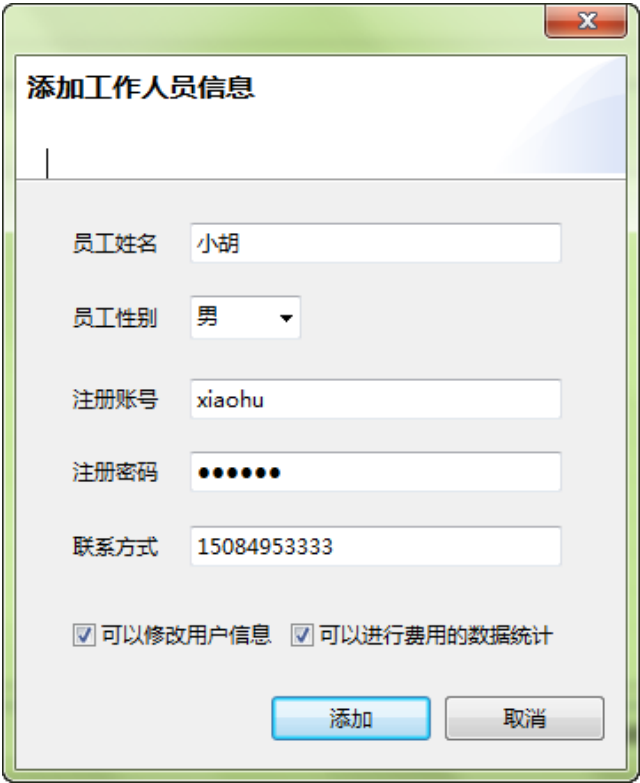 添加工作人员信息
员工姓名 小胡
员工性别 男
注册账号 xiaohu
注册密码 ●●●●●●
联系方式 15084953333
可以修改用户信息 可以进行费用的数据统计
添加 取消